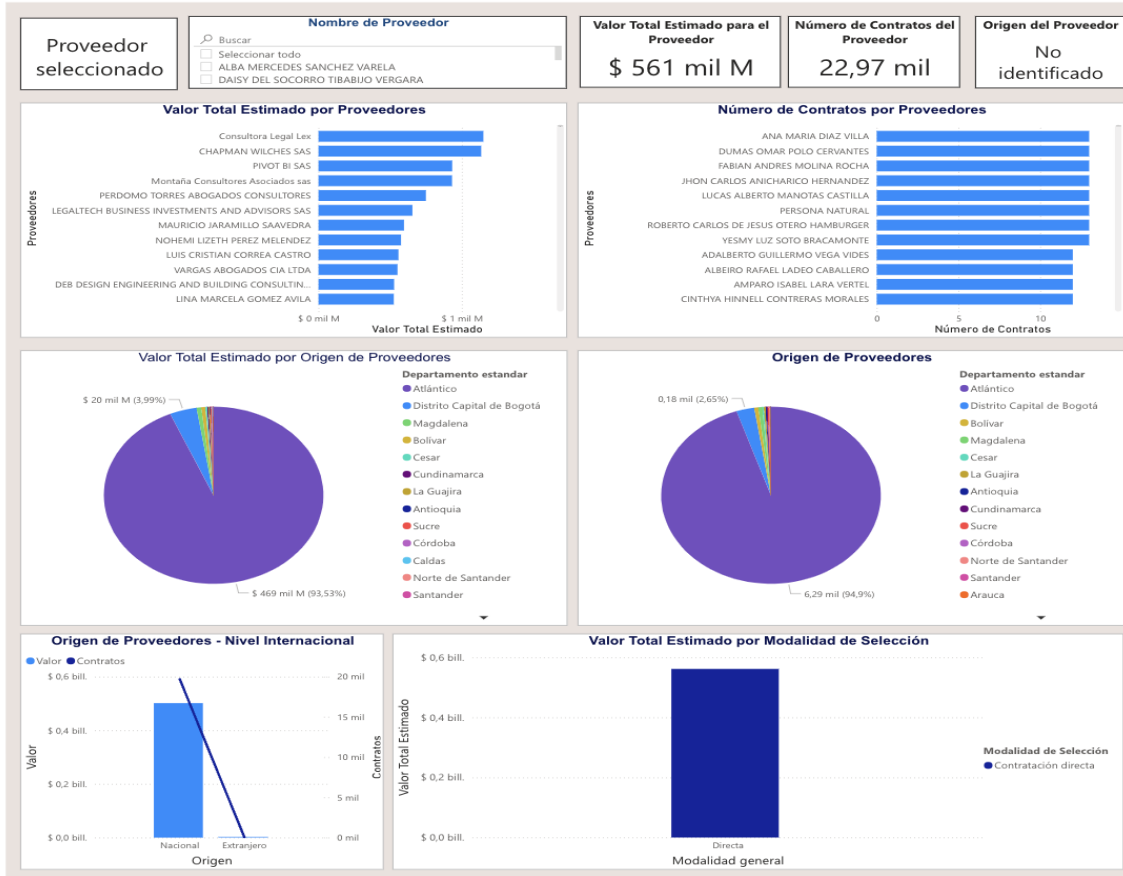 Proveedor
seleccionado
Nombre de Proveedor
Buscar
Seleccionar todo
ALBA MERCEDES SANCHEZ VARELA
DAISY DEL SOCORRO TIBABIJO VERGARA
Valor Total Estimado para el
Proveedor
$ 561 mil M
Número de Contratos del
Proveedor
22,97 mil
Origen del Proveedor
No
identificado
Valor Total Estimado por Proveedores
Proveedores
Consultora Legal Lex
CHAPMAN WILCHES SAS
PIVOT BI SAS
Montaña Consultores Asociados sas
PERDOMO TORRES ABOGADOS CONSULTORES
LEGALTECH BUSINESS INVESTMENTS AND ADVISORS SAS
MAURICIO JARAMILLO SAAVEDRA
NOHEMI LIZETH PEREZ MELENDEZ
LUIS CRISTIAN CORREA CASTRO
VARGAS ABOGADOS CIA LTDA
DEB DESIGN ENGINEERING AND BUILDING CONSULTIN...
LINA MARCELA GOMEZ AVILA
$ 0 mil M $ 1 mil M
Valor Total Estimado
Número de Contratos por Proveedores
Proveedores
ANA MARIA DIAZ VILLA
DUMAS OMAR POLO CERVANTES
FABIAN ANDRES MOLINA ROCHA
JHON CARLOS ANICHARICO HERNANDEZ
LUCAS ALBERTO MANOTAS CASTILLA
PERSONA NATURAL
ROBERTO CARLOS DE JESUS OTERO HAMBURGER
YESMY LUZ SOTO BRACAMONTE
ADALBERTO GUILLERMO VEGA VIDES
ALBEIRO RAFAEL LADEO CABALLERO
AMPARO ISABEL LARA VERTEL
CINTHYA HINNELL CONTRERAS MORALES
0 5 10
Número de Contratos
Valor Total Estimado por Origen de Proveedores
$ 20 mil M (3,99%)
$ 469 mil M (93,53%)
Departamento estandar
Atlántico
Distrito Capital de Bogotá
Magdalena
Bolívar
Cesar
Cundinamarca
La Guajira
Antioquia
Sucre
Córdoba
Caldas
Norte de Santander
Santander
Origen de Proveedores
0,18 mil (2,65%)
6,29 mil (94,9%)
Departamento estandar
Atlántico
Distrito Capital de Bogotá
Bolívar
Magdalena
Cesar
La Guajira
Antioquia
Cundinamarca
Sucre
Córdoba
Norte de Santander
Santander
Arauca
Origen de Proveedores - Nivel Internacional
Valor Contratos
Valor
$ 0,6 bill.
$ 0,4 bill.
$ 0,2 bill.
$ 0,0 bill.
20 mil
15 mil
10 mil
5 mil
0 mil
Contratos
Nacional Extranjero
Origen
Valor Total Estimado por Modalidad de Selección
Valor Total Estimado
$ 0,6 bill.
$ 0,4 bill.
$ 0,2 bill.
$ 0,0 bill.
Directa
Modalidad general
Modalidad de Selección
Contratación directa